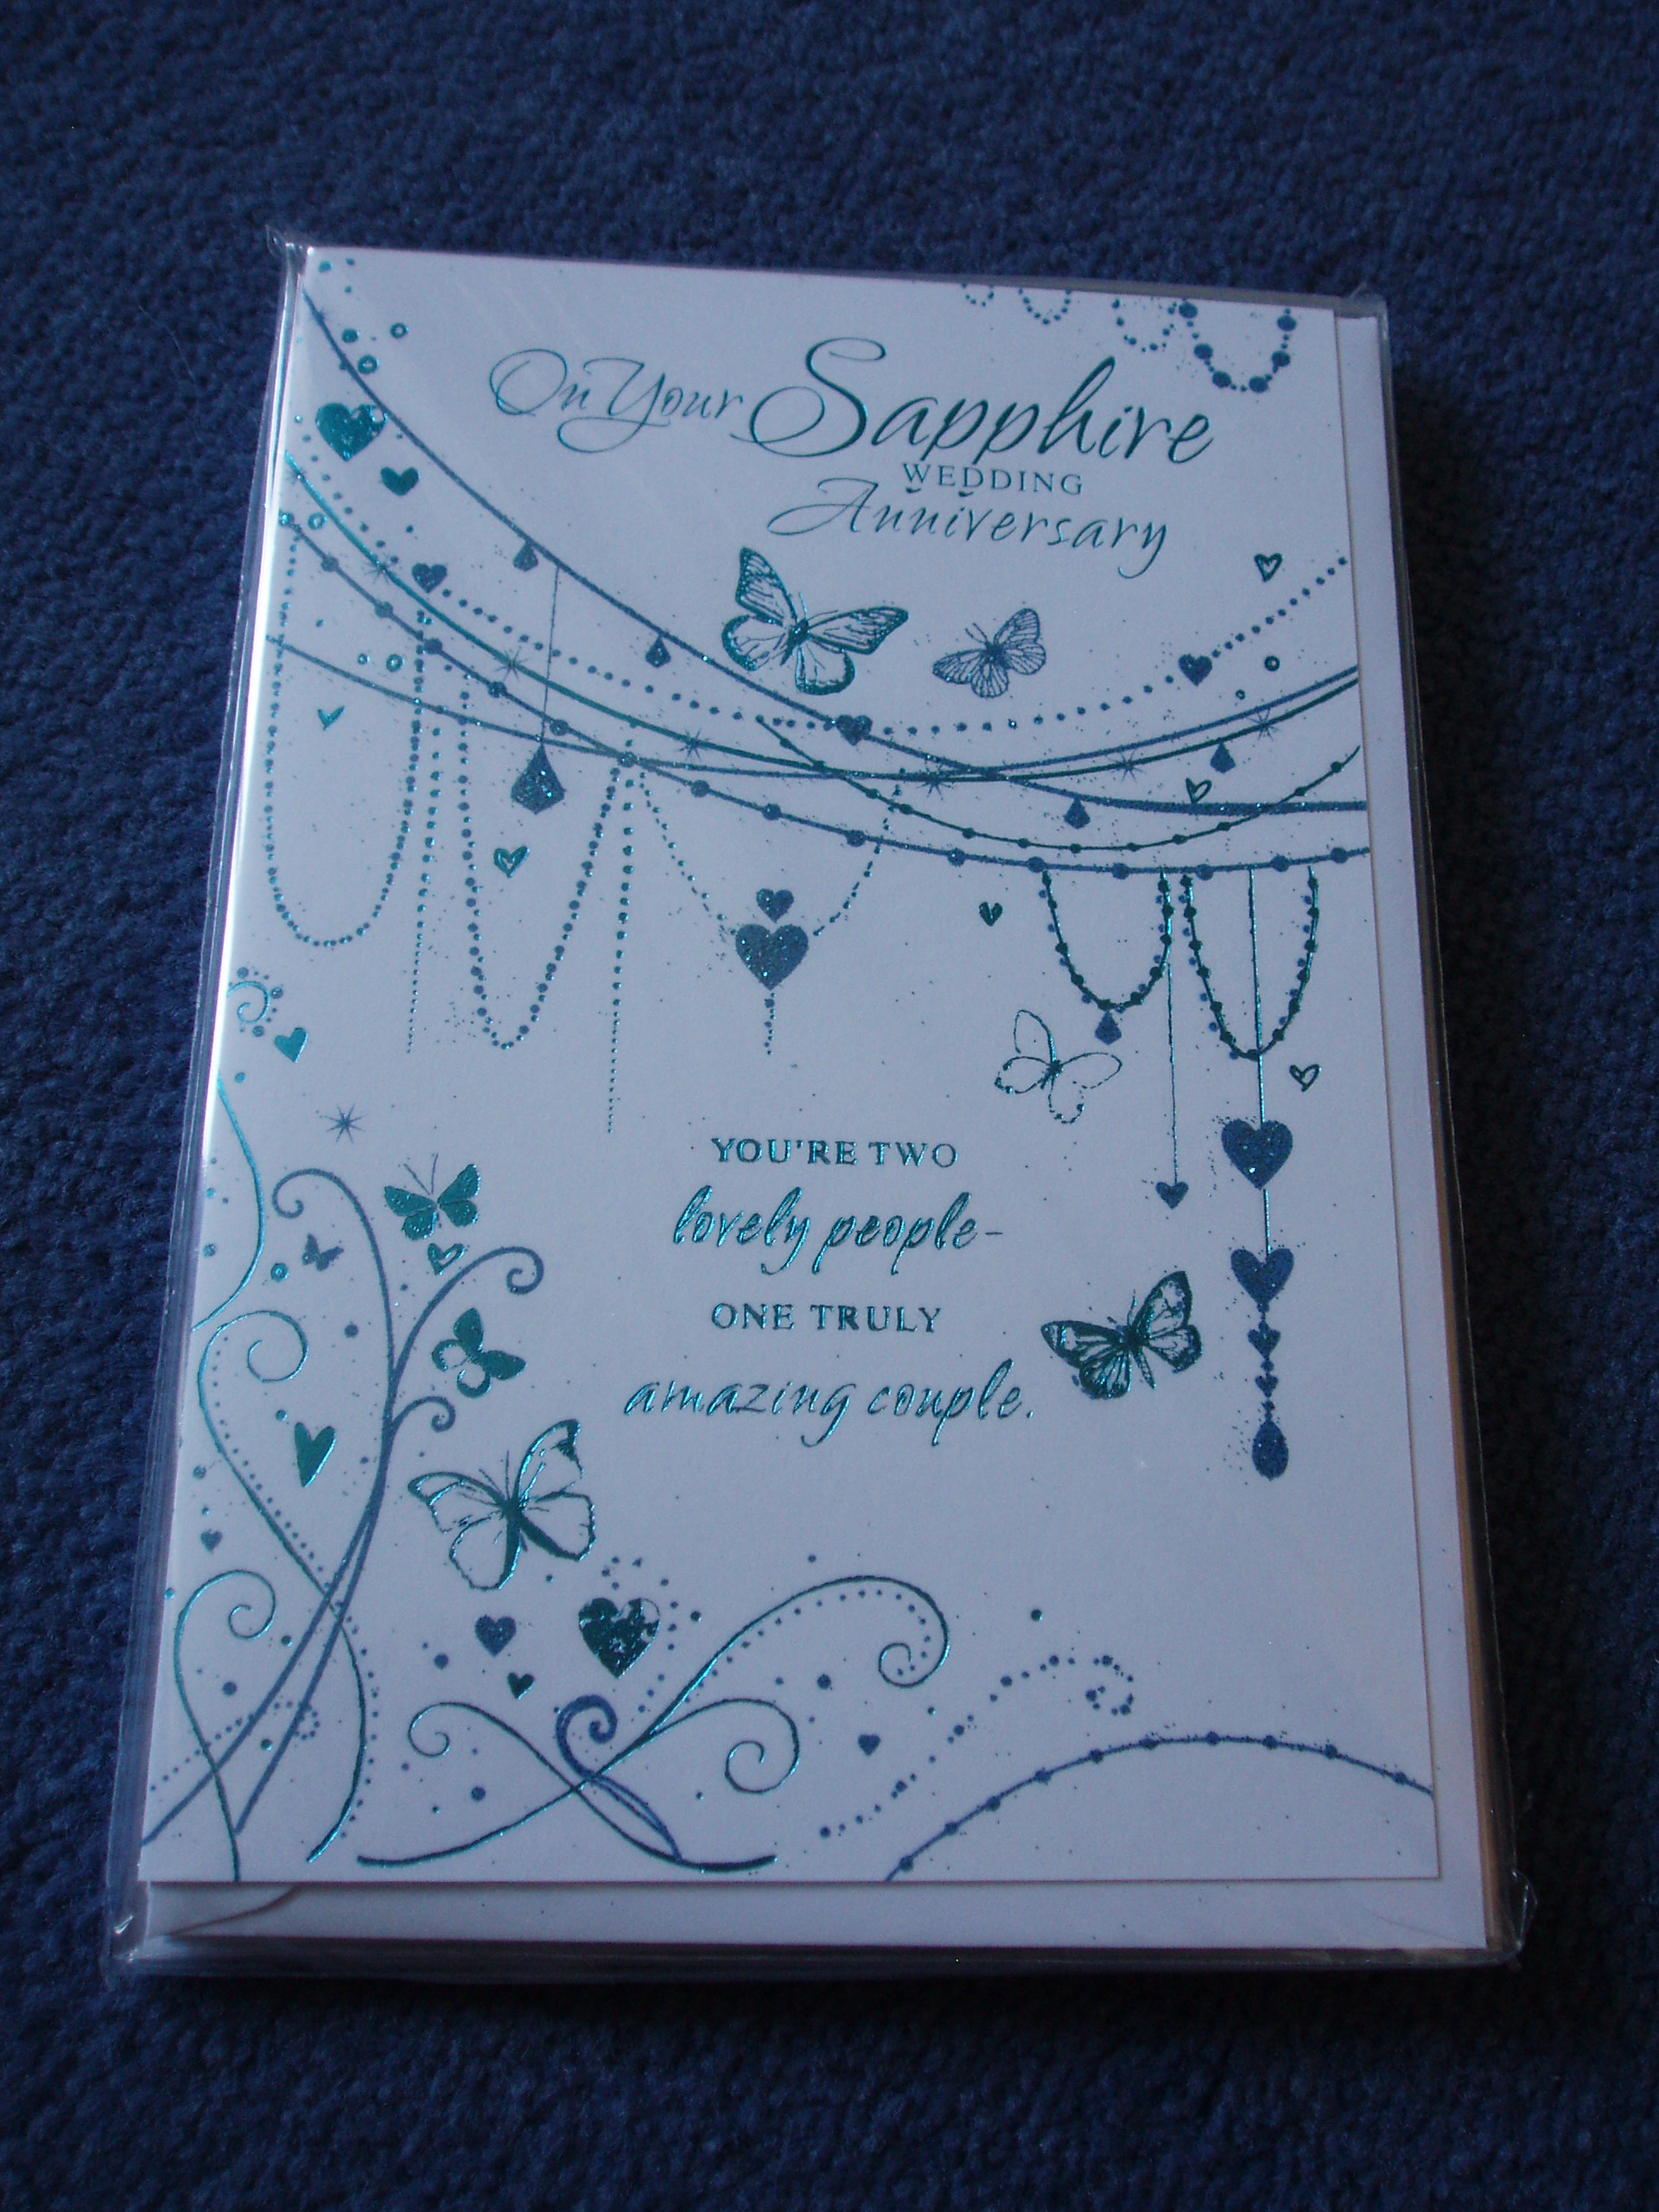 On Your Sapphire
WEDDING
Anniversary
YOU'RE TWO
lovely people-
ONE TRULY
amazing couple.